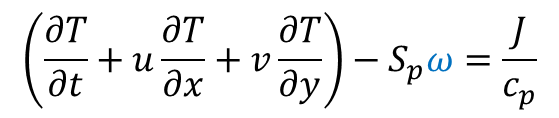 (∂T/∂t + u ∂T/∂x + v ∂T/∂y) − S_p ω = J/c_p